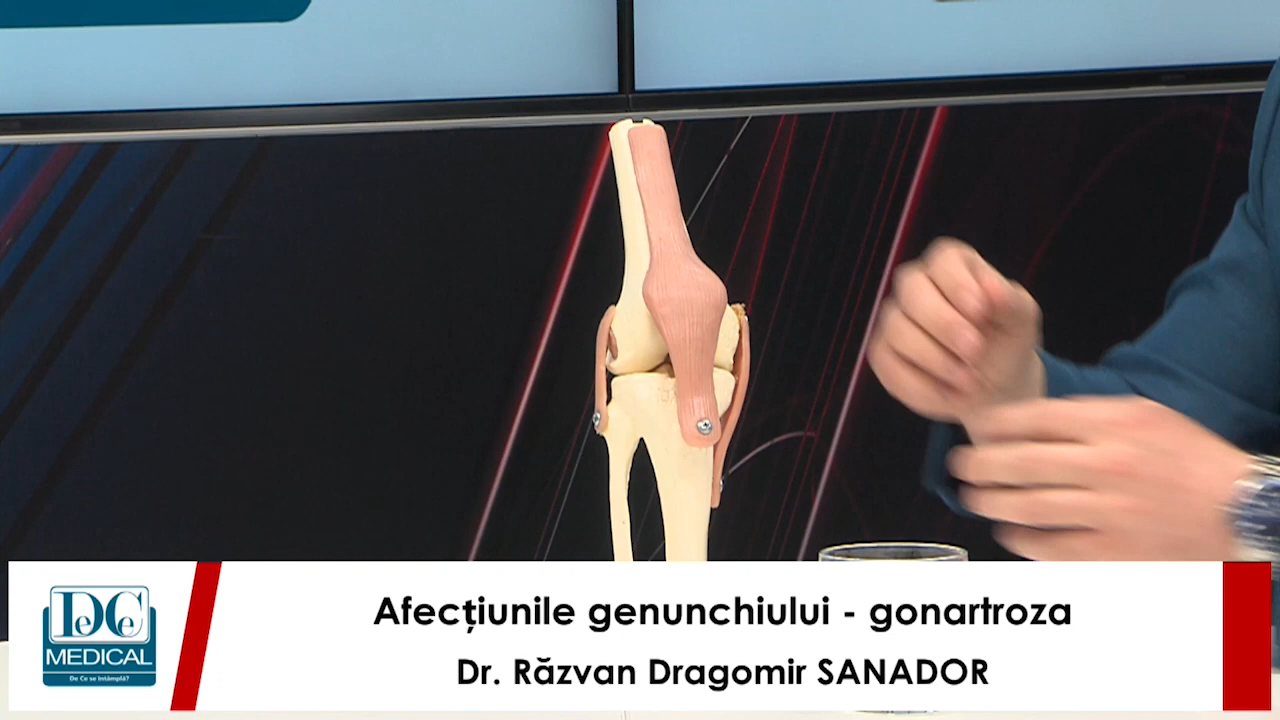 Afecțiunile genunchiului - gonartroza
Dr. Răzvan Dragomir SANADOR
DeCe
MEDICAL
De Ce se întâmplă?